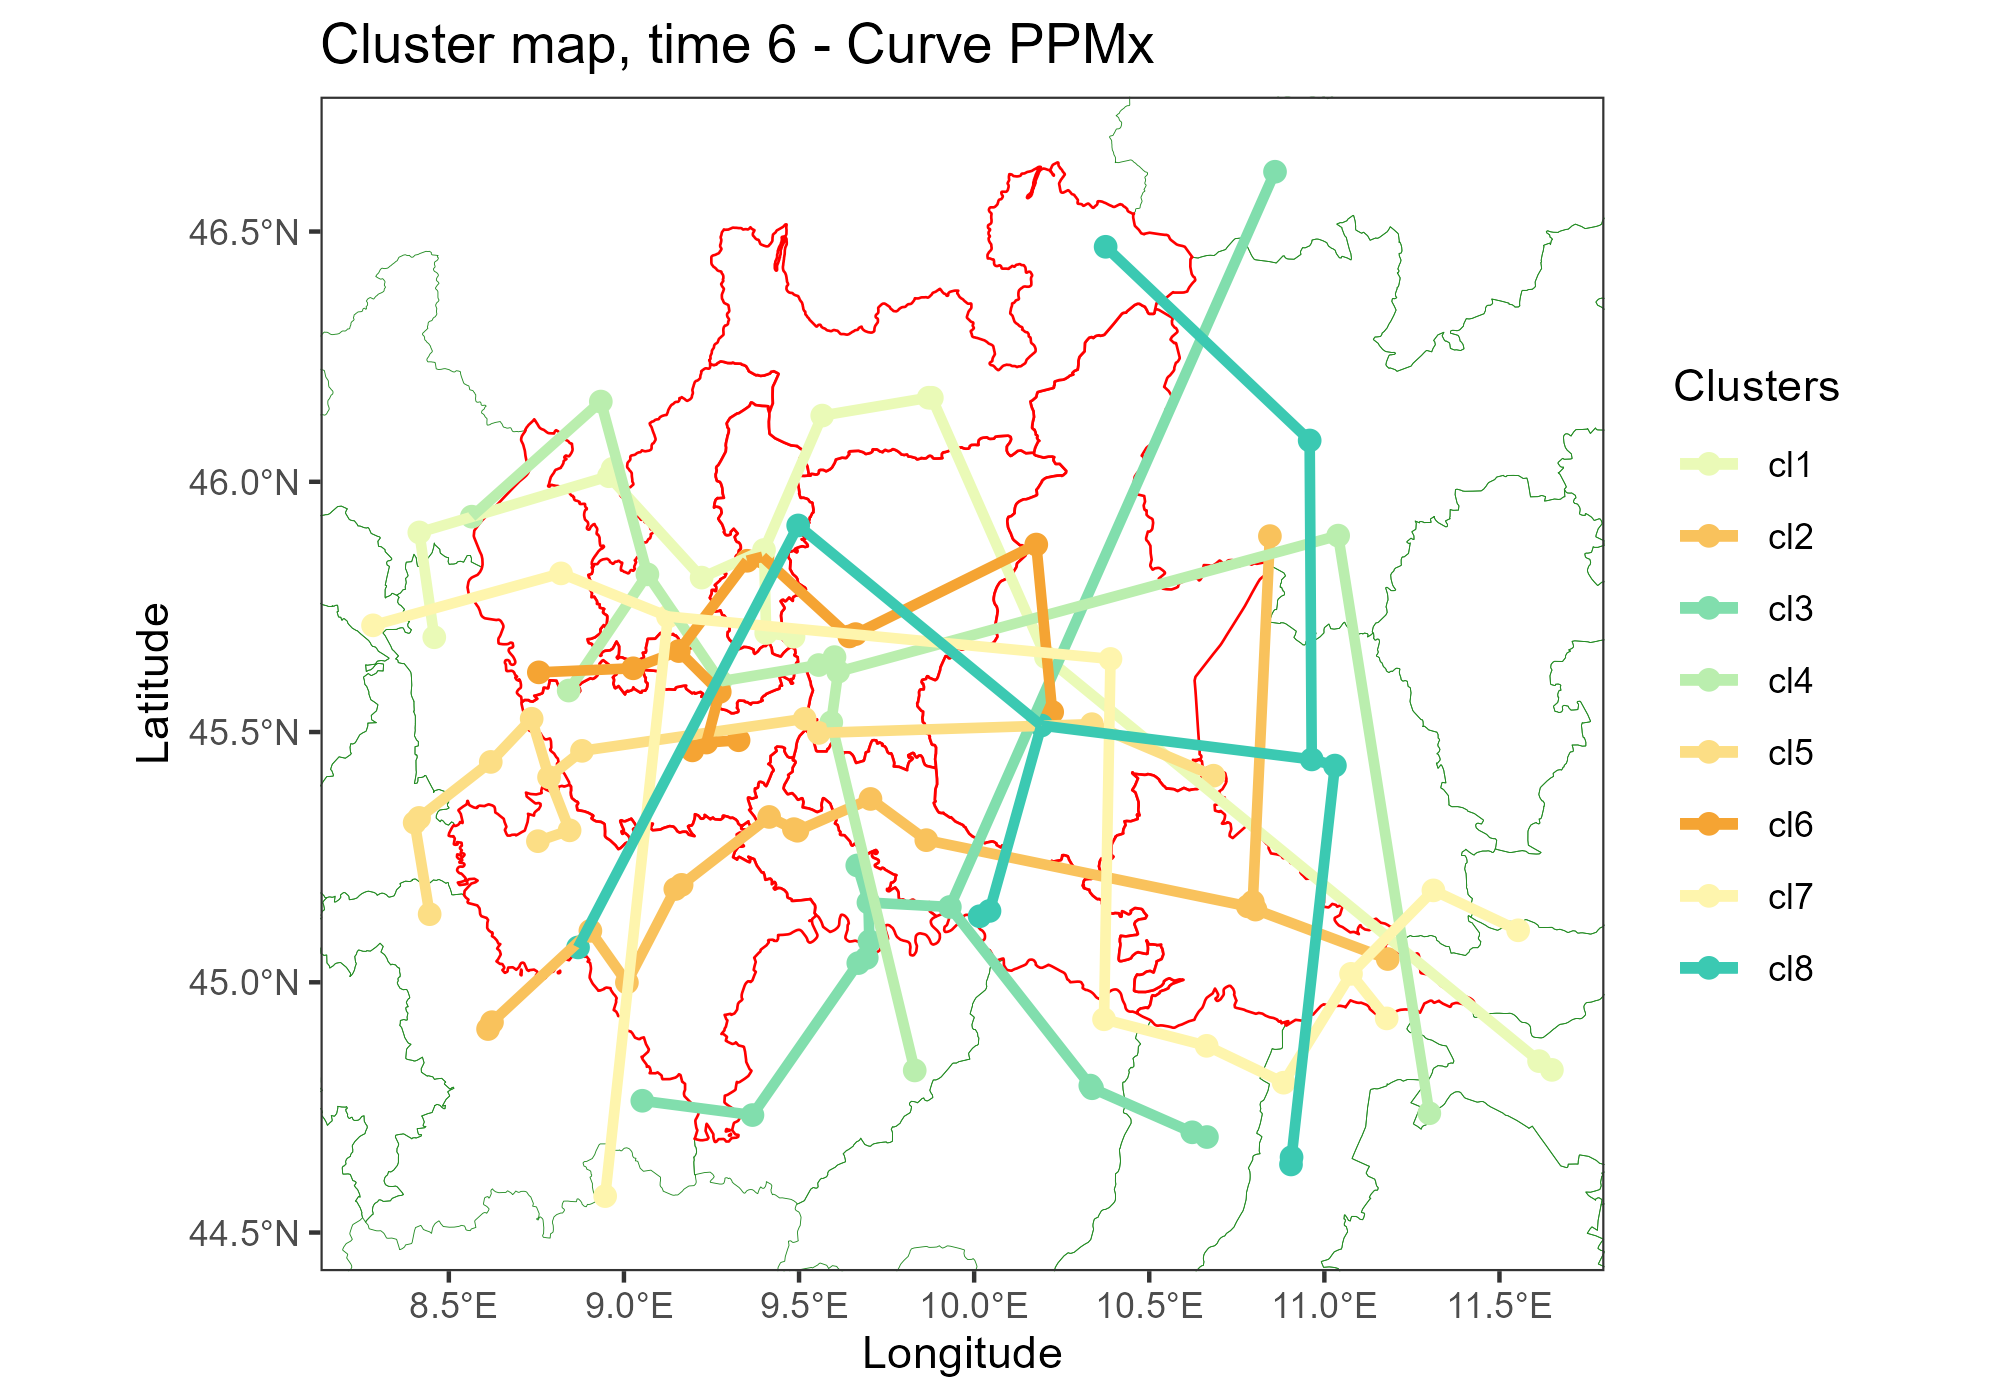 Cluster map, time 6 - Curve PPMx
46.5°N
46.0°N
45.5°N
45.0°N
44.5°N
Latitude
8.5°E
9.0°E
9.5°E
10.0°E
10.5°E
11.0°E
11.5°E
Longitude
Clusters
cl1
cl2
cl3
cl4
cl5
cl6
cl7
cl8